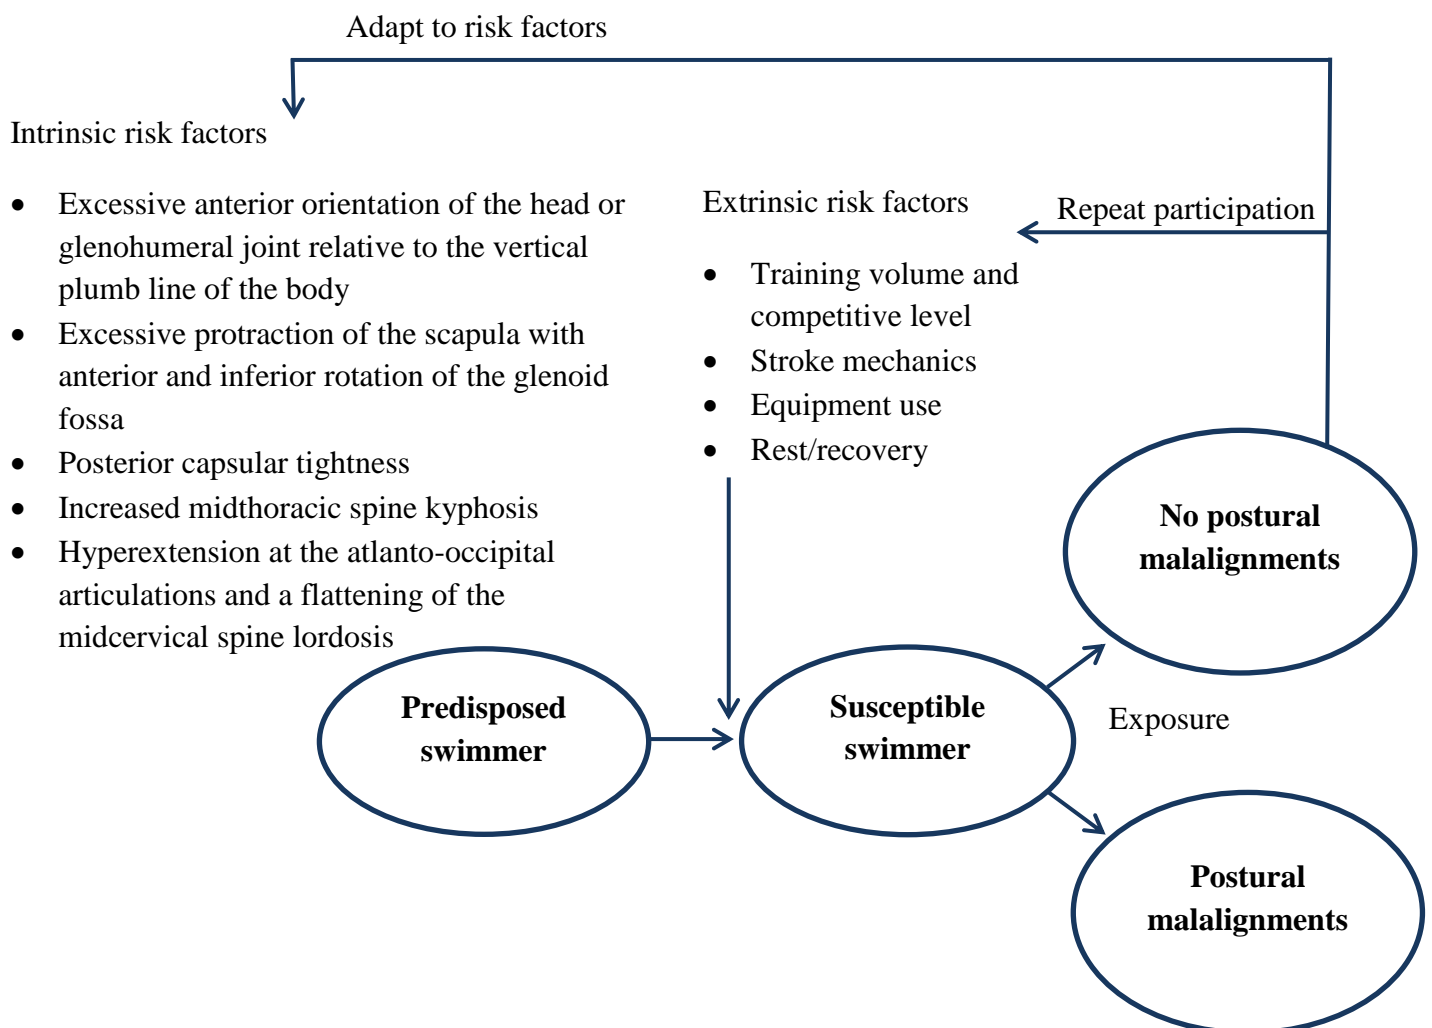 Adapt to risk factors
Intrinsic risk factors
• Excessive anterior orientation of the head or
glenohumeral joint relative to the vertical
plumb line of the body
• Excessive protraction of the scapula with
anterior and inferior rotation of the glenoid
fossa
• Posterior capsular tightness
• Increased midthoracic spine kyphosis
• Hyperextension at the atlanto-occipital
articulations and a flattening of the
midcervical spine lordosis
Extrinsic risk factors
• Training volume and
competitive level
• Stroke mechanics
• Equipment use
• Rest/recovery
Repeat participation
Predisposed
swimmer
Susceptible
swimmer
Exposure
No postural
malalignments
Postural
malalignments